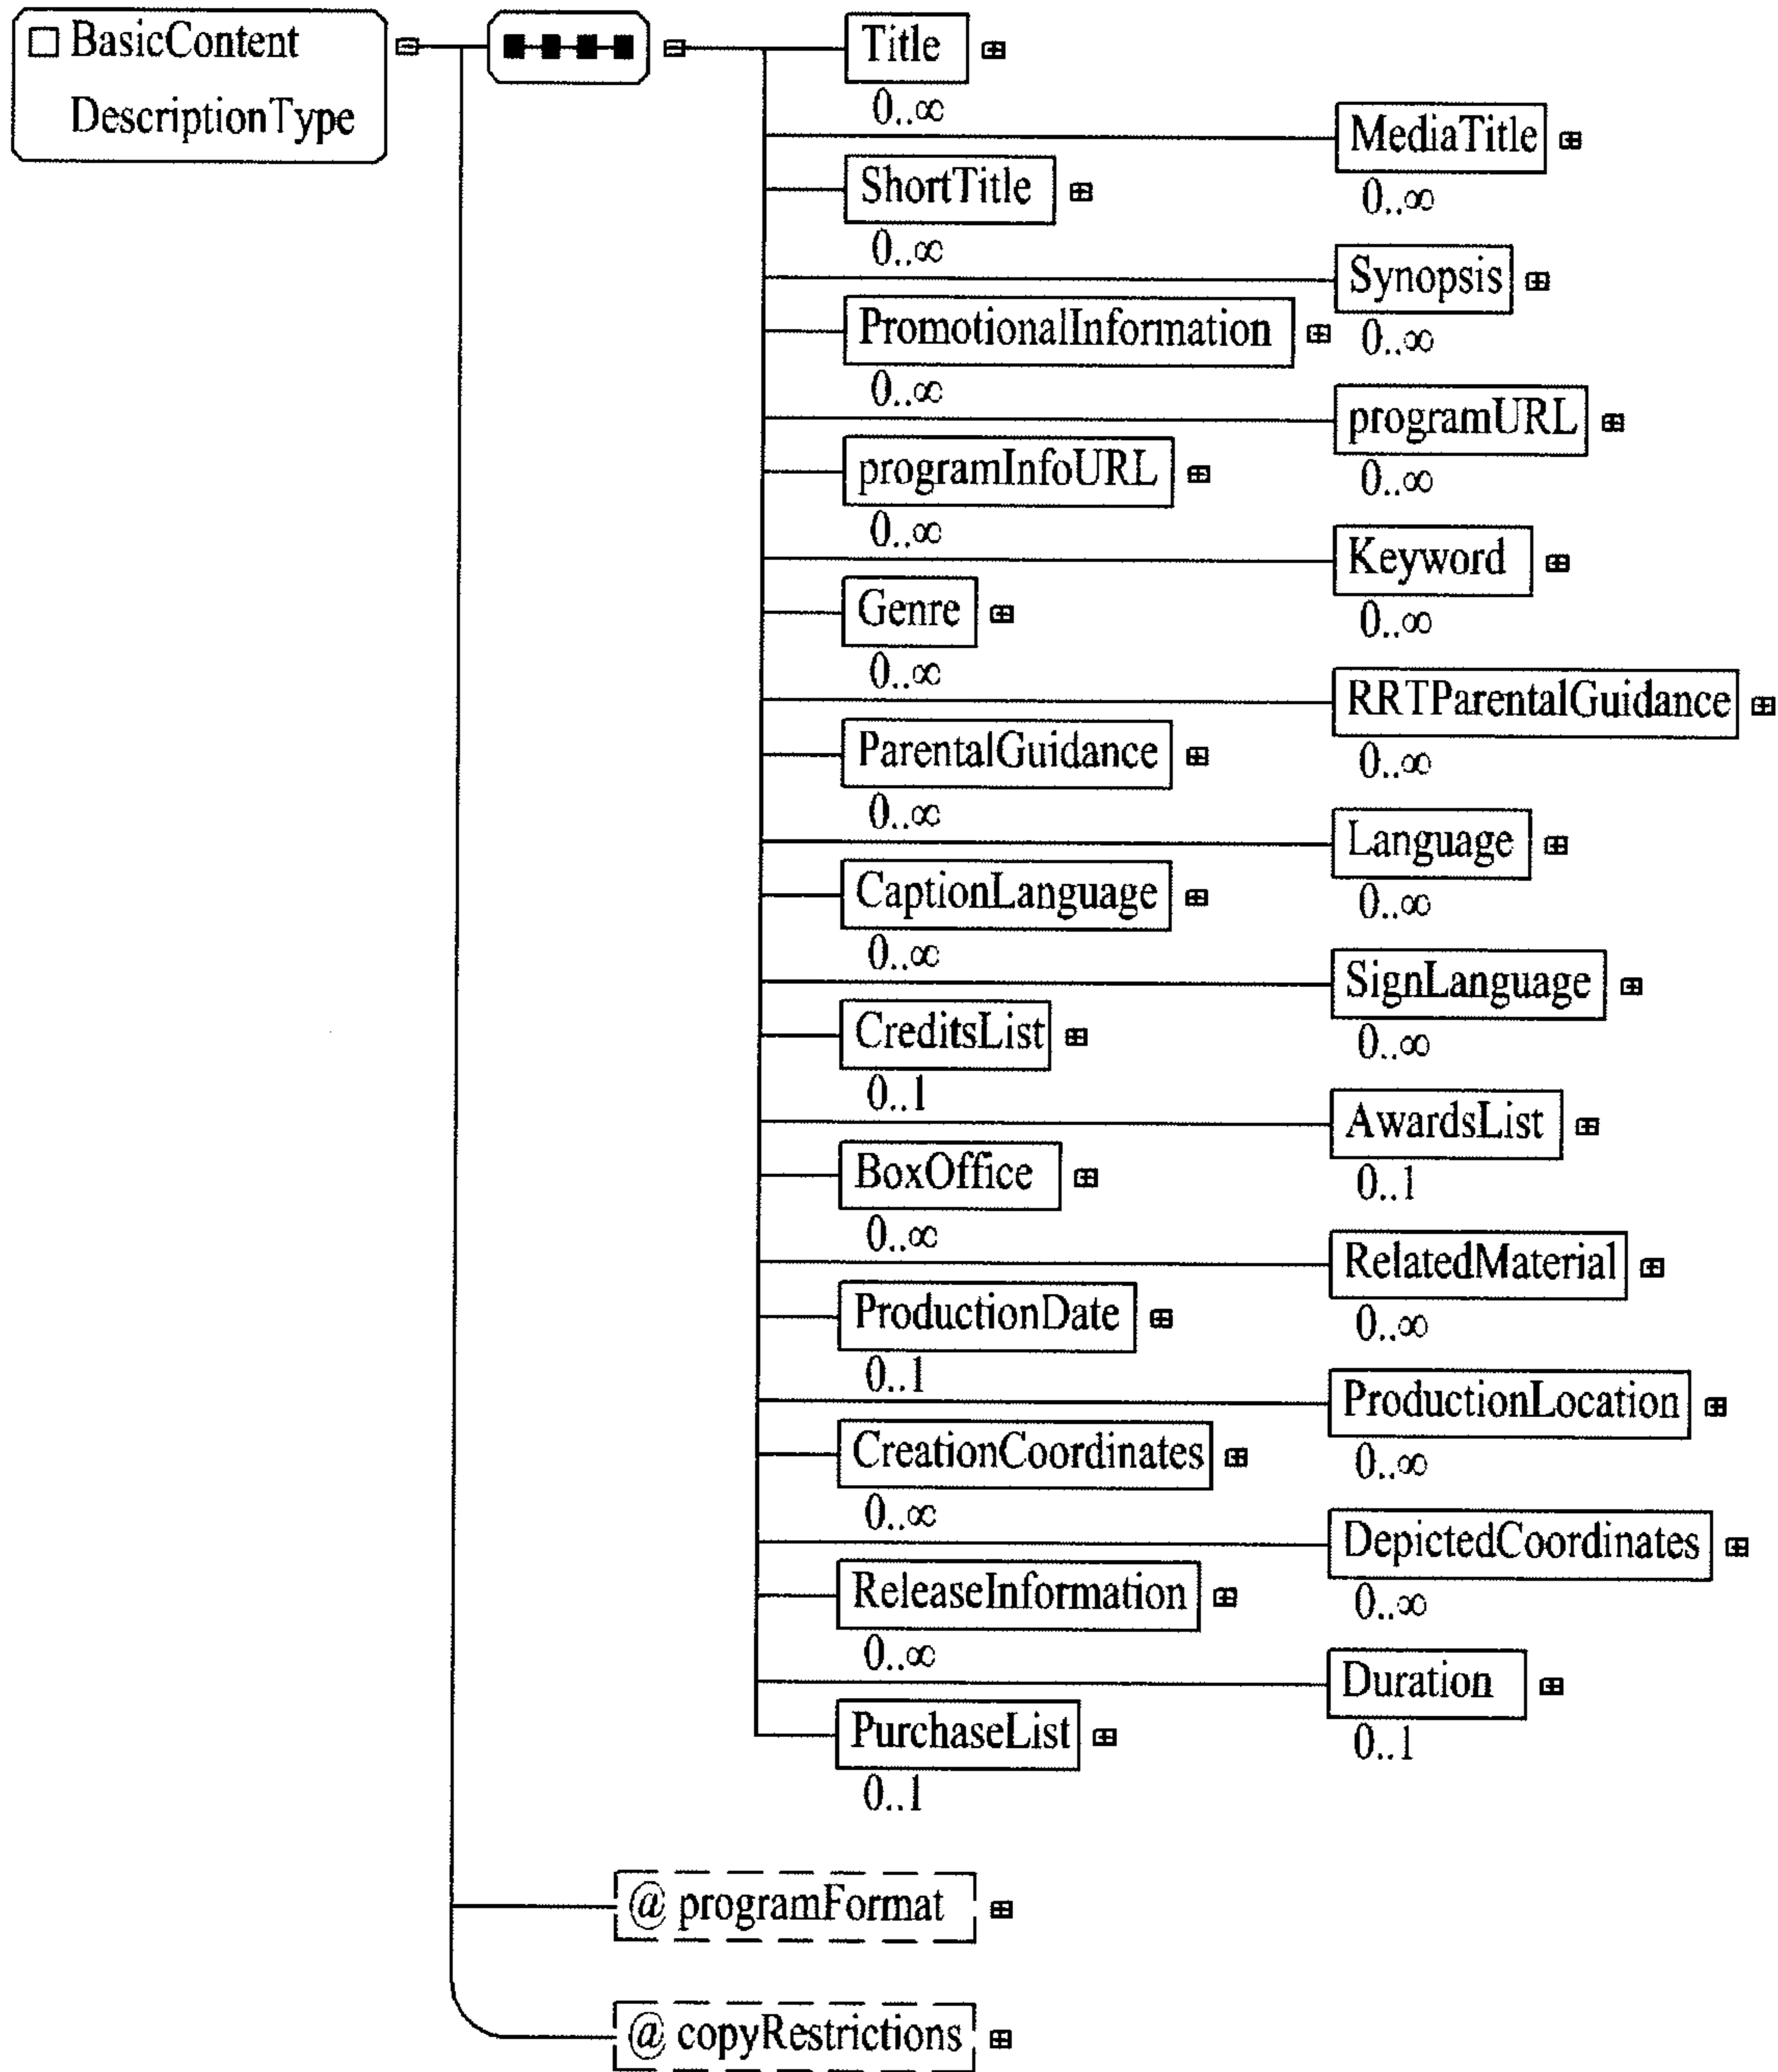 BasicContent
DescriptionType
Title
0..∞
MediaTitle
0..∞
ShortTitle
0..∞
Synopsis
0..∞
PromotionalInformation
0..∞
programURL
0..∞
programInfoURL
0..∞
Keyword
0..∞
Genre
0..∞
RRTParentalGuidance
0..∞
ParentalGuidance
0..∞
Language
0..∞
CaptionLanguage
0..∞
SignLanguage
0..∞
CreditsList
0..1
AwardsList
0..1
BoxOffice
0..∞
RelatedMaterial
0..∞
ProductionDate
0..1
ProductionLocation
0..∞
CreationCoordinates
0..∞
DepictedCoordinates
0..∞
ReleaseInformation
0..∞
Duration
0..1
PurchaseList
0..1
@ programFormat
@ copyRestrictions